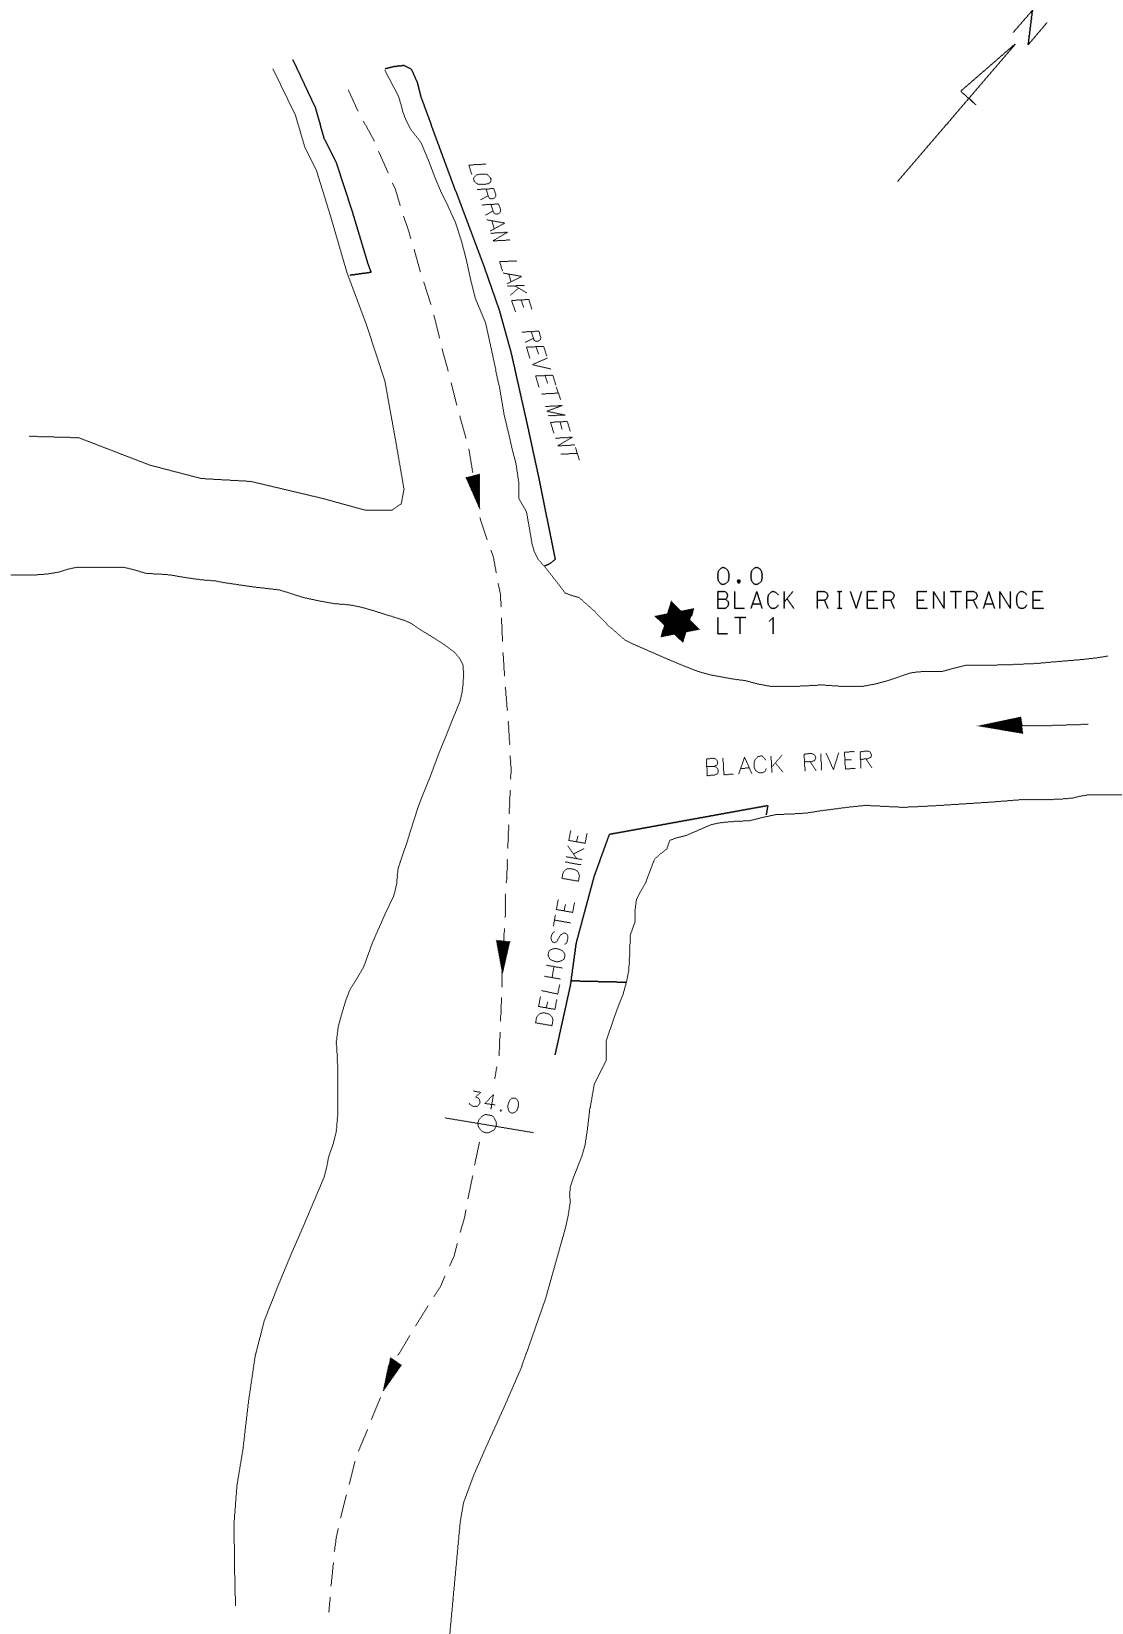 N
LORRAN LAKE REVETMENT
0.0
BLACK RIVER ENTRANCE
LT 1
BLACK RIVER
DELHOSTE DIKE
34.0